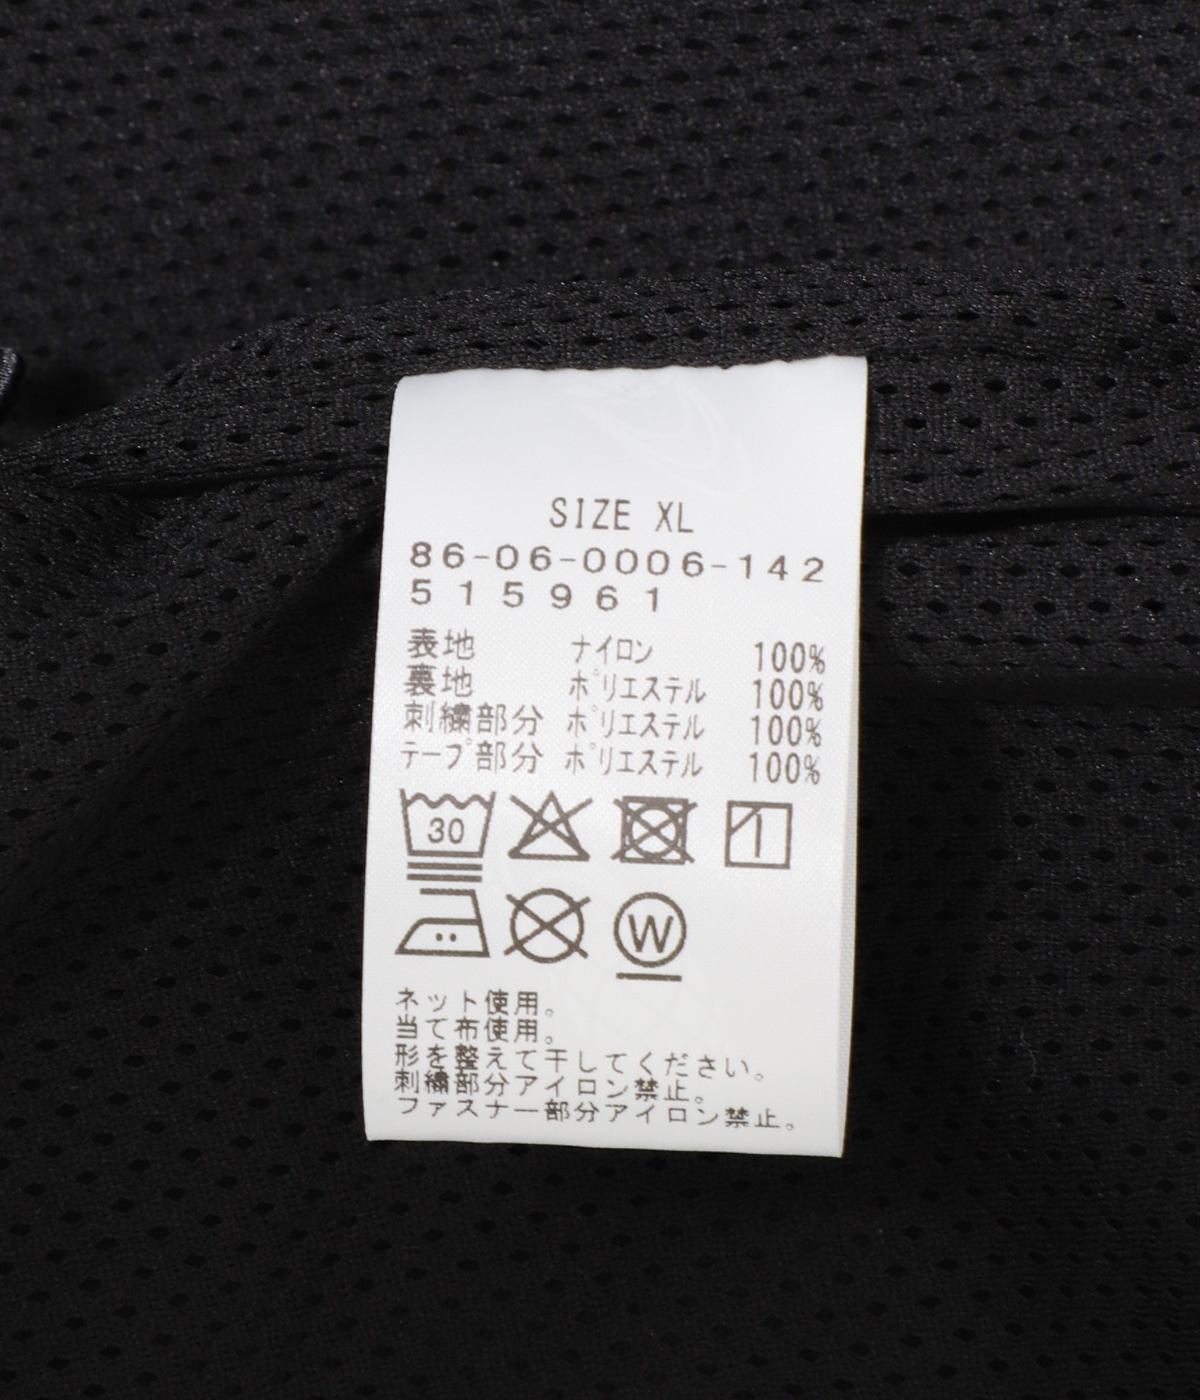 SIZE XL
86-06-0006-142
515961
表地 ナイロン 100%
裏地 ポリエステル 100%
刺繍部分 ポリエステル 100%
テープ部分 ポリエステル 100%
30
W
ネット使用。
当て布使用。
形を整えて干してください。
刺繍部分アイロン禁止。
ファスナー部分アイロン禁止。